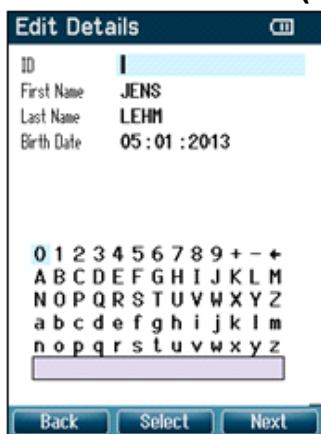 Edit Details
ID
First Name JENS
Last Name LEHM
Birth Date 05:01:2013
0 1 2 3 4 5 6 7 8 9 + - ←
A B C D E F G H I J K L M
N O P Q R S T U V W X Y Z
a b c d e f g h i j k l m
n o p q r s t u v w x y z
Back Select Next